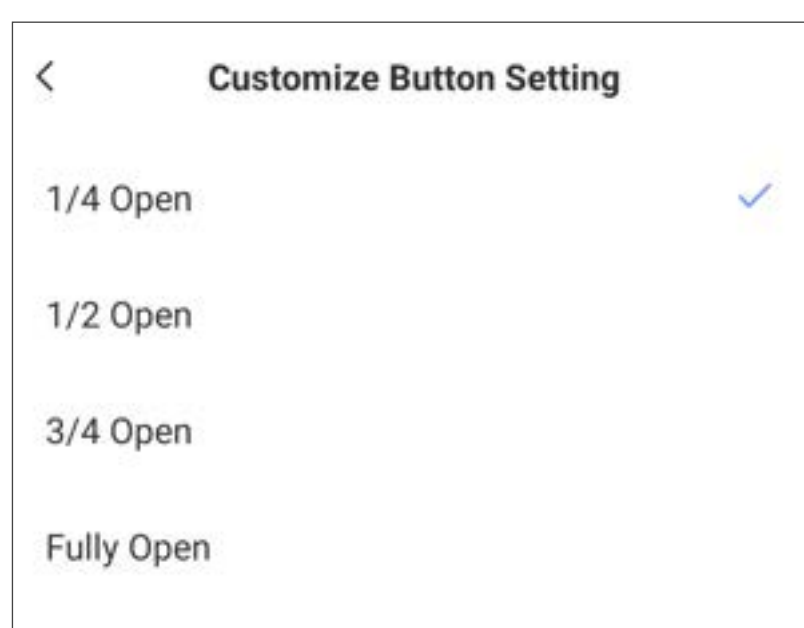 Customize Button Setting
1/4 Open
1/2 Open
3/4 Open
Fully Open